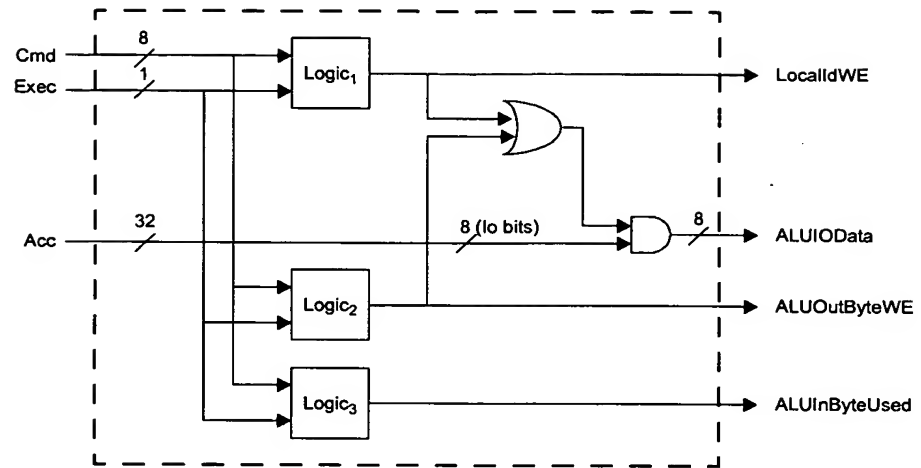 Cmd
8
Logic₁
LocalIdWE
Exec
1
Acc
32
8 (lo bits)
8
ALUIOData
Logic₂
ALUOutByteWE
Logic₃
ALUInByteUsed